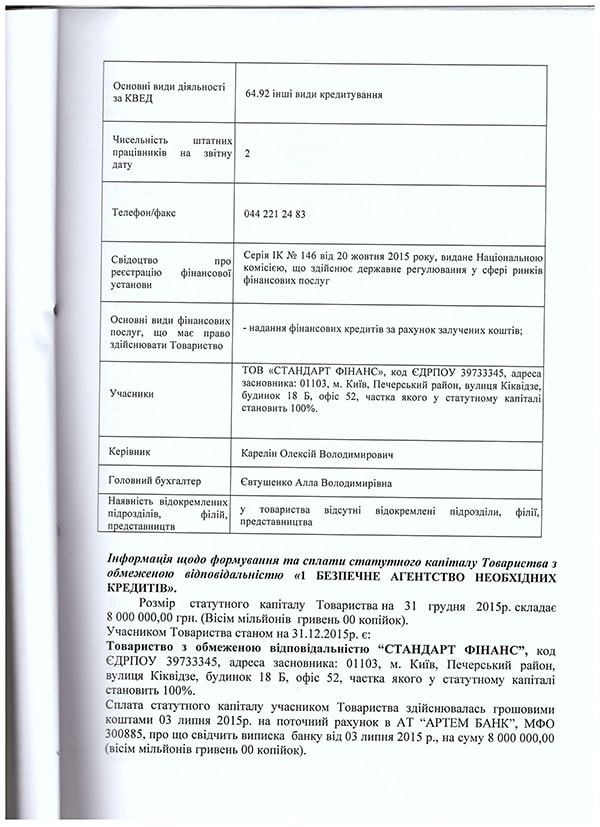 Основні види діяльності
за КВЕД
64.92 інші види кредитування
Чисельність штатних
працівників на звітну
дату
2
Телефон/факс
044 221 24 83
Свідоцтво про
реєстрацію фінансової
установи
Серія ІК № 146 від 20 жовтня 2015 року, видане Національною
комісією, що здійснює державне регулювання у сфері ринків
фінансових послуг
Основні види фінансових
послуг, що має право
здійснювати Товариство
- надання фінансових кредитів за рахунок залучених коштів;
Учасники
ТОВ «СТАНДАРТ ФІНАНС», код ЄДРПОУ 39733345, адреса
засновника: 01103, м. Київ, Печерський район, вулиця Кіквідзе,
будинок 18 Б, офіс 52, частка якого у статутному капіталі
становить 100%.
Керівник
Карелін Олексій Володимирович
Головний бухгалтер
Євтушенко Алла Володимирівна
Наявність відокремлених
підрозділів, філій,
представництв
у товариства відсутні відокремлені підрозділи, філії,
представництва
Інформація щодо формування та сплати статутного капіталу Товариства з
обмеженою відповідальністю «1 БЕЗПЕЧНЕ АГЕНТСТВО НЕОБХІДНИХ
КРЕДИТІВ».
Розмір статутного капіталу Товариства на 31 грудня 2015р. складає
8 000 000,00 грн. (Вісім мільйонів гривень 00 копійок).
Учасником Товариства станом на 31.12.2015р. є:
Товариство з обмеженою відповідальністю “СТАНДАРТ ФІНАНС”, код
ЄДРПОУ 39733345, адреса засновника: 01103, м. Київ, Печерський район,
вулиця Кіквідзе, будинок 18 Б, офіс 52, частка якого у статутному капіталі
становить 100%.
Сплата статутного капіталу учасником Товариства здійснювалась грошовими
коштами 03 липня 2015р. на поточний рахунок в АТ “АРТЕМ БАНК”, МФО
300885, про що свідчить виписка банку від 03 липня 2015 р., на суму 8 000 000,00
(вісім мільйонів гривень 00 копійок).